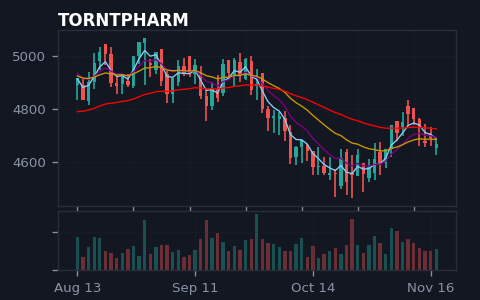 TORNTPHARM
5000
4800
4600
Aug 13
Sep 11
Oct 14
Nov 16